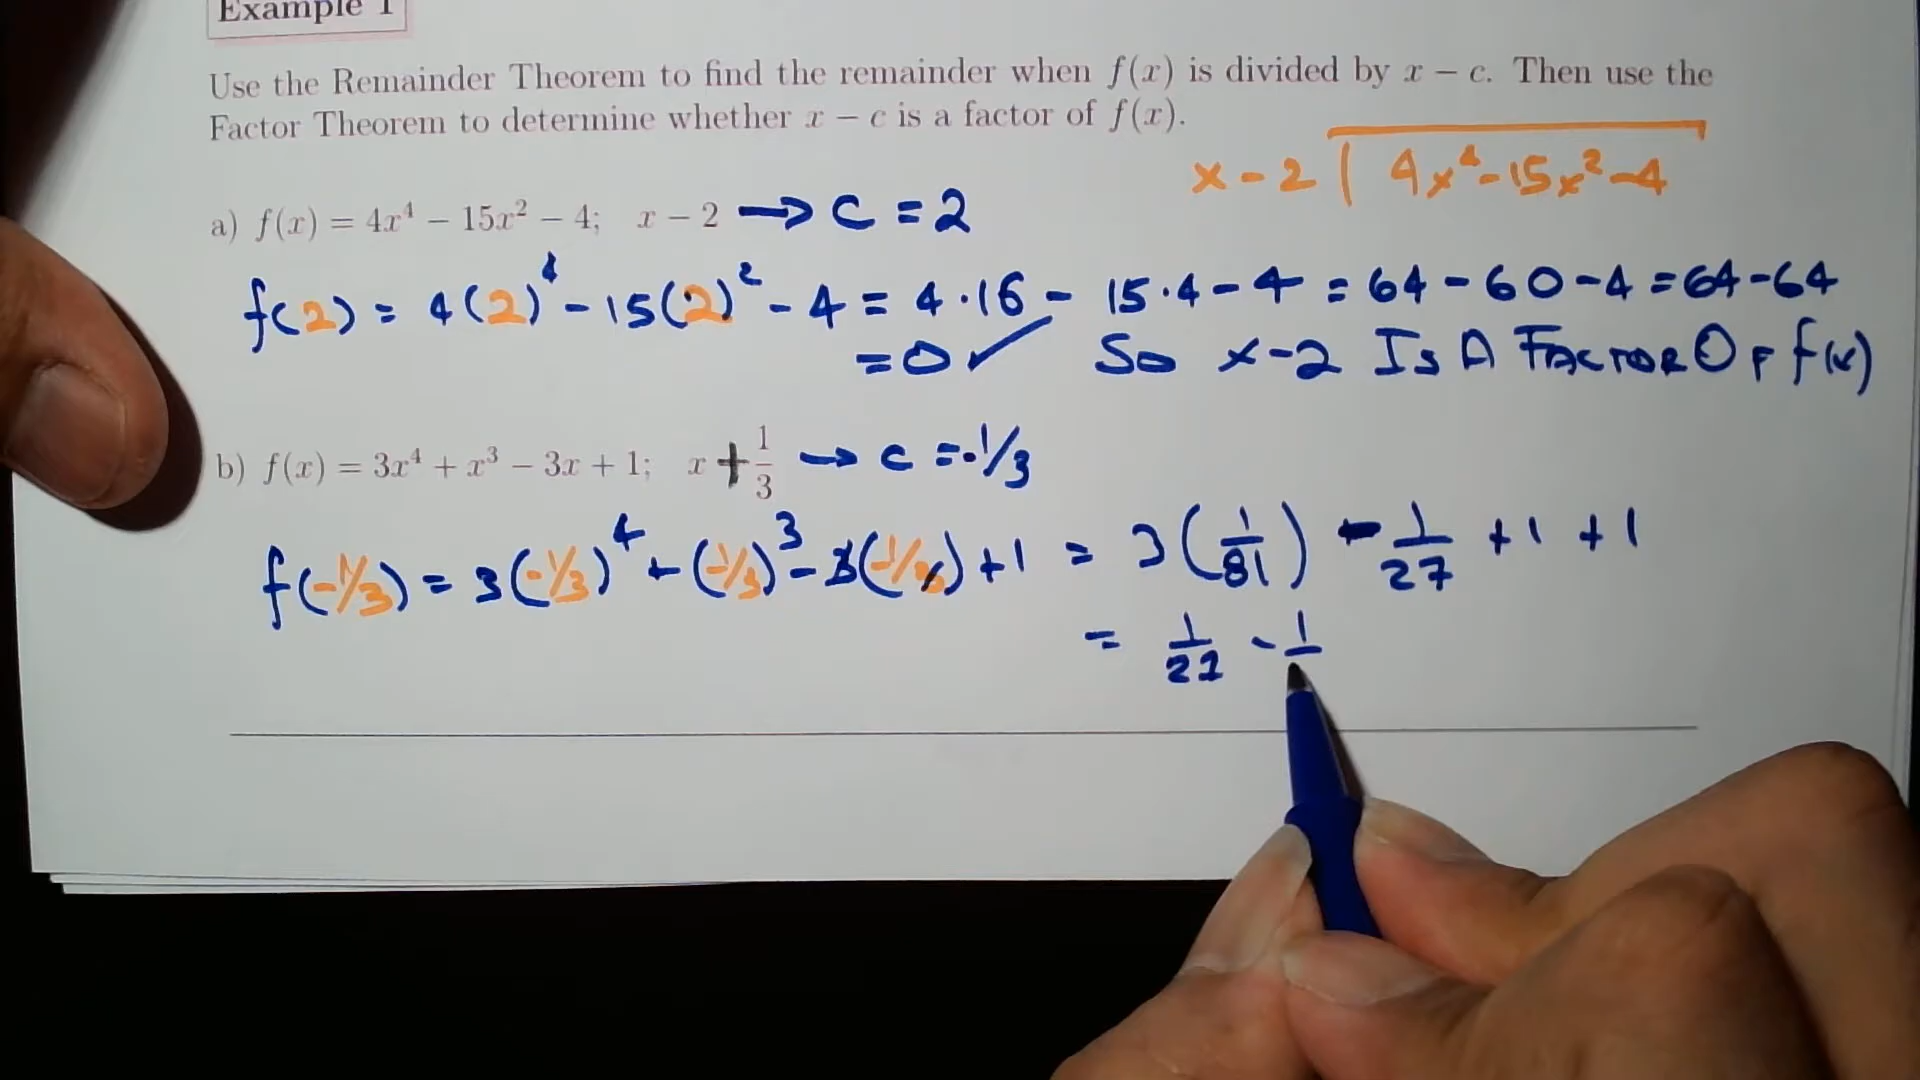 Example 1
Use the Remainder Theorem to find the remainder when f(x) is divided by x − c. Then use the
Factor Theorem to determine whether x − c is a factor of f(x).
x - 2 | 4x⁴ - 15x² - 4
a) f(x) = 4x⁴ − 15x² − 4; x − 2 → C = 2
f(2) = 4(2)⁴ - 15(2)² - 4 = 4·16 - 15·4 - 4 = 64 - 60 - 4 = 64 - 64
= 0 ✓ So x-2 Is A FACTOR OF f(x)
b) f(x) = 3x⁴ + x³ − 3x + 1; x + 1/3 → c = -1/3
f(-1/3) = 3(-1/3)⁴ + (-1/3)³ - 3(-1/3) + 1 = 3(1/81) - 1/27 + 1 + 1
= 1/27 - 1/